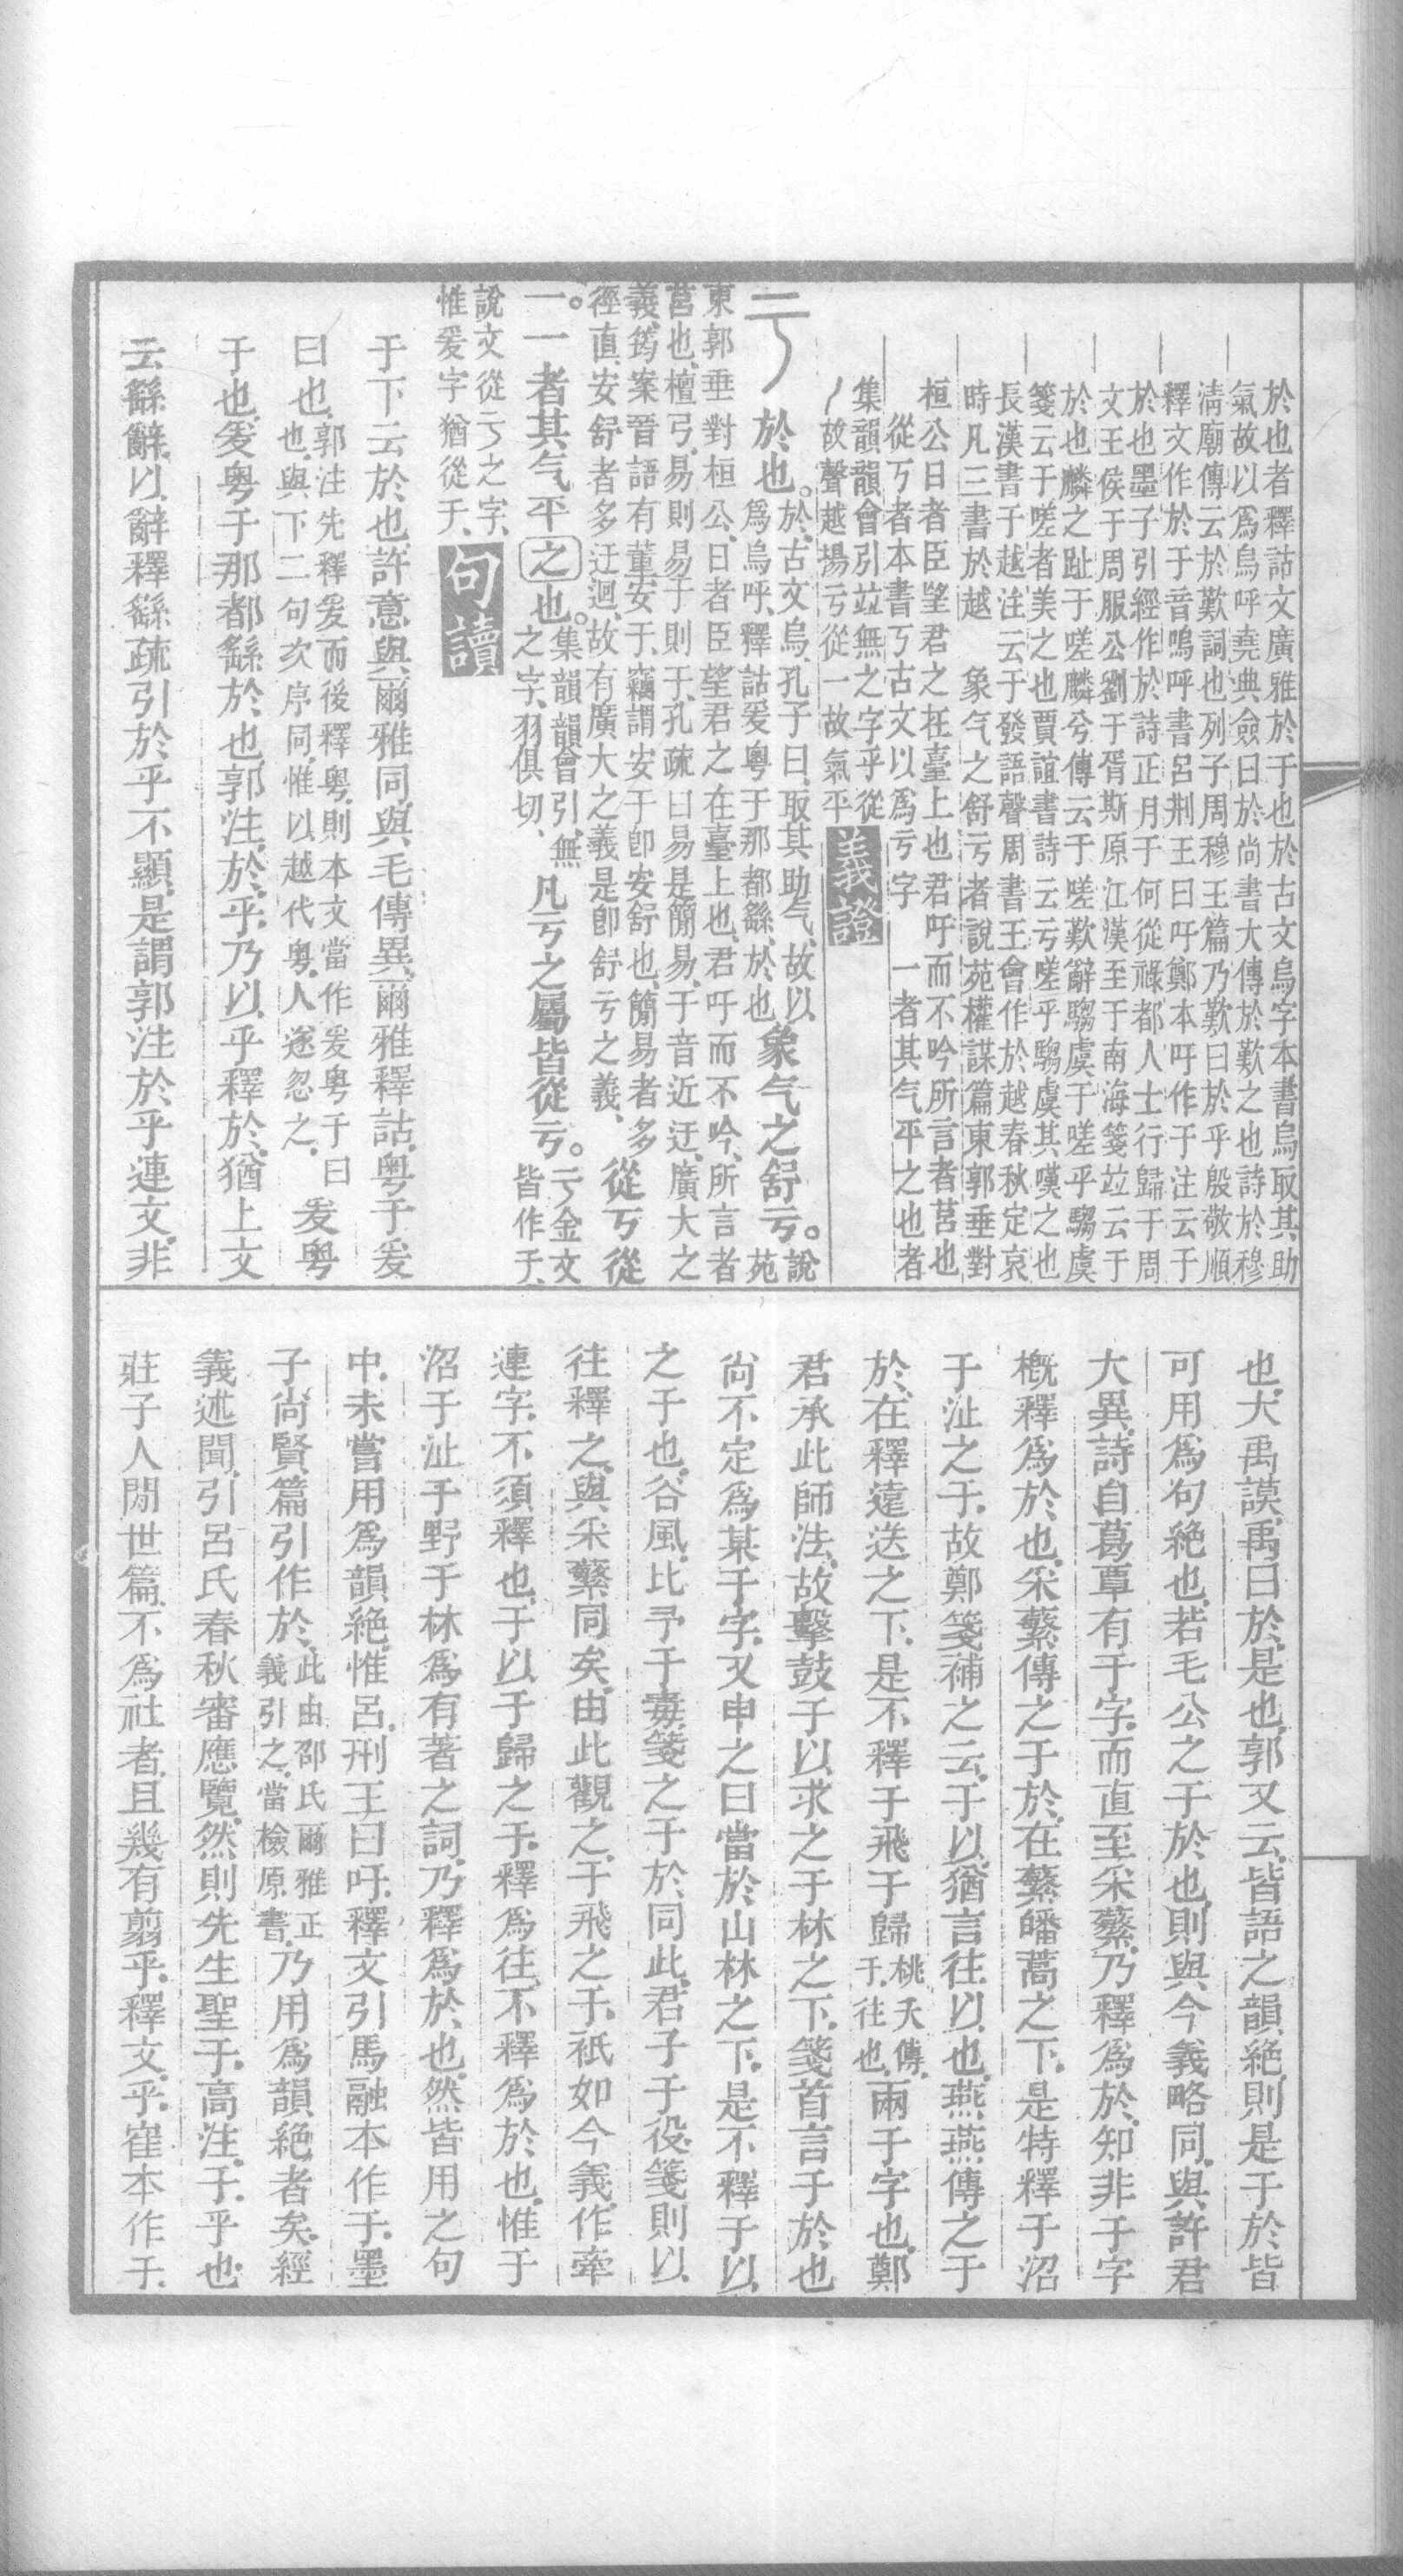 於也者釋詁文廣雅於于也於古文烏字本書烏取其助
氣故以爲烏呼堯典僉曰於尚書大傳於歎之也詩於穆
淸廟傳云於歎詞也列子周穆王篇乃歎曰於乎殷敬順
釋文作於于音嗚呼書呂荆王曰吁鄭本吁作于注云于
於也墨子引經作於詩正月于何從祿都人士行歸于周
文王侯于周服公劉于胥斯原江漢至于南海箋竝云于
於也麟之趾于嗟麟兮傳云于嗟歎辭騶虞于嗟乎騶虞
箋云于嗟者美之也賈誼書詩云亏嗟乎騶虞其嘆之也
長漢書于越注云于發語聲周書王會作於越春秋定哀
時凡三書於越 象气之舒亏者說苑權謀篇東郭垂對
桓公曰者臣望君之在臺上也君吁而不吟所言者莒也
從丂者本書丂古文以爲亏字 一者其气平之也者
集韻韻會引竝無之字乎從
丿故聲越揚亏從一故氣平
義證
亏
於也。
於、古文烏、孔子曰、取其助气、故以
爲烏呼、釋詁爰粤于那都繇、於也
象气之舒亏。
說
苑
東郭垂對桓公、曰者臣望君之在臺上也、君吁而不吟、所言者
莒也、檀弓、易則易于則于、孔疏曰易是簡易、于音近迂、廣大之
義、筠案晉語有董安于、竊謂安于卽安舒也、簡易者多
徑直、安舒者多迂迴、故有廣大之義是卽舒亏之義、
從丂從
一。一者其气平之也。
集韻韻會引、無
之字、羽俱切、
凡亏之屬皆從亏。
亏金文
皆作于、
說文從亏之字、
惟爰字猶從于、
句讀
于下云於也、許意與爾雅同、與毛傳異、爾雅釋詁、粤于爰
曰也、
郭注先釋爰而後釋粤、則本文當作爰粤于曰
也、與下二句次序同、惟以越代粤、人遂忽之、
爰粤
于也、爰粤于那都繇於也、郭注、於、乎、乃以乎釋於、猶上文
云繇辭、以辭釋繇、疏引於乎不顯、是謂郭注於乎、連文、非
也、大禹謨、禹曰於、是也、郭又云、皆語之韻絶、則是于於皆
可用爲句絶也、若毛公之于於也、則與今義略同、與許君
大異、詩自葛覃有于字、而直至采蘩、乃釋爲於、知非于字
槪釋爲於也、采蘩傳之于於、在蘩皤蒿之下、是特釋于沼
于沚之于、故鄭箋補之云、于以、猶言往以也、燕燕傳之于
於、在釋遠送之下、是不釋于飛于歸
桃夭傳、
于、往也、
兩于字也、鄭
君承此師法、故擊鼓于以求之于林之下、箋首言于於也
尚不定爲某于字、又申之曰當於山林之下、是不釋于以
之于也、谷風、比予于毒、箋之于於同此、君子于役、箋則以
往釋之、與采蘩同矣、由此觀之、于飛之于、祇如今義、作牽
連字、不須釋也、于以于歸之于、釋爲往、不釋爲於也、惟于
沼于沚于野于林爲有著之詞、乃釋爲於也、然皆用之句
中、未嘗用爲韻絶、惟呂刑王曰吁、釋文引馬融本作于、墨
子尚賢篇引作於、
此由邵氏爾雅正
義引之、當檢原書、
乃用爲韻絶者矣、經
義述聞、引呂氏春秋審應覽、然則先生聖于、高注、于、乎也
莊子人閒世篇、不爲社者、且幾有翦乎、釋文、乎、崔本作于、